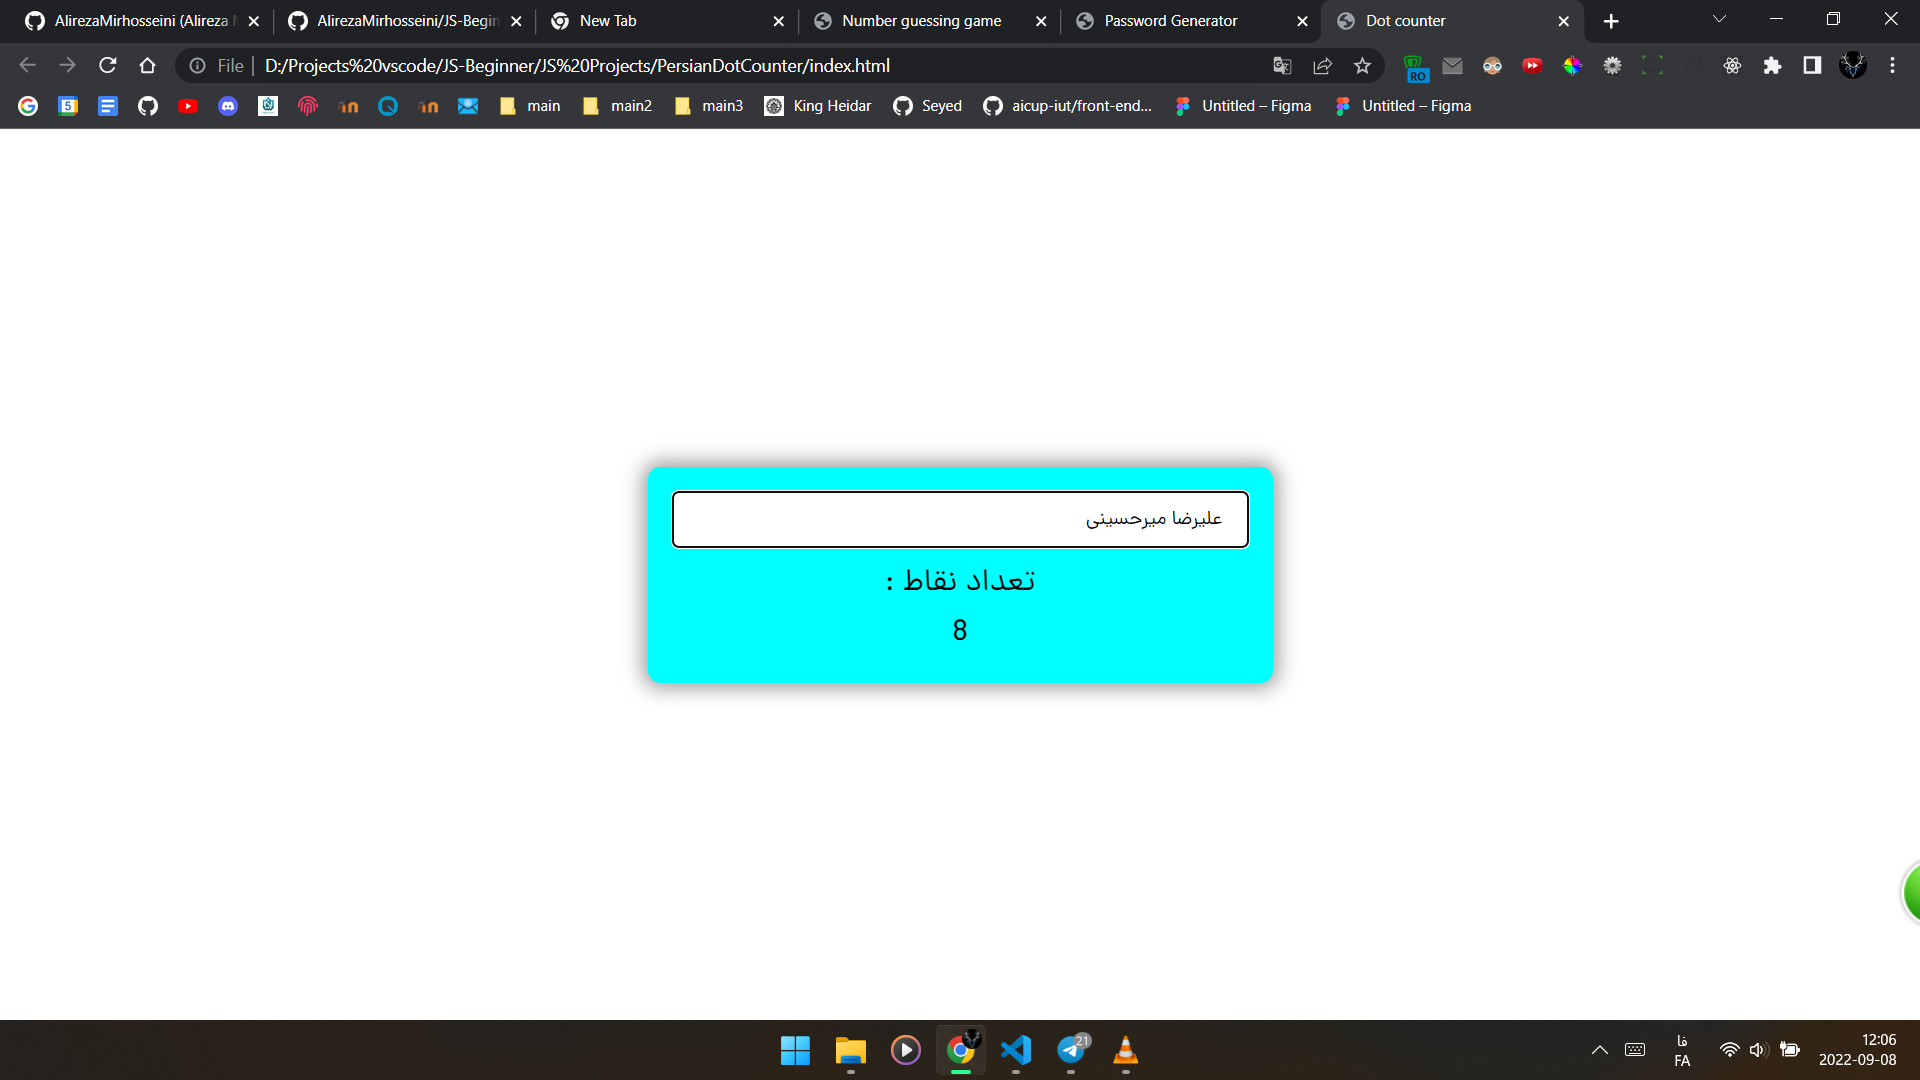 AlirezaMirhosseini (Alireza M
AlirezaMirhosseini/JS-Begin
New Tab
Number guessing game
Password Generator
Dot counter
File
D:/Projects%20vscode/JS-Beginner/JS%20Projects/PersianDotCounter/index.html
RO
5
main
main2
main3
King Heidar
Seyed
aicup-iut/front-end...
Untitled – Figma
Untitled – Figma
علیرضا میرحسینی
تعداد نقاط :
8
21
فا
FA
12:06
2022-09-08